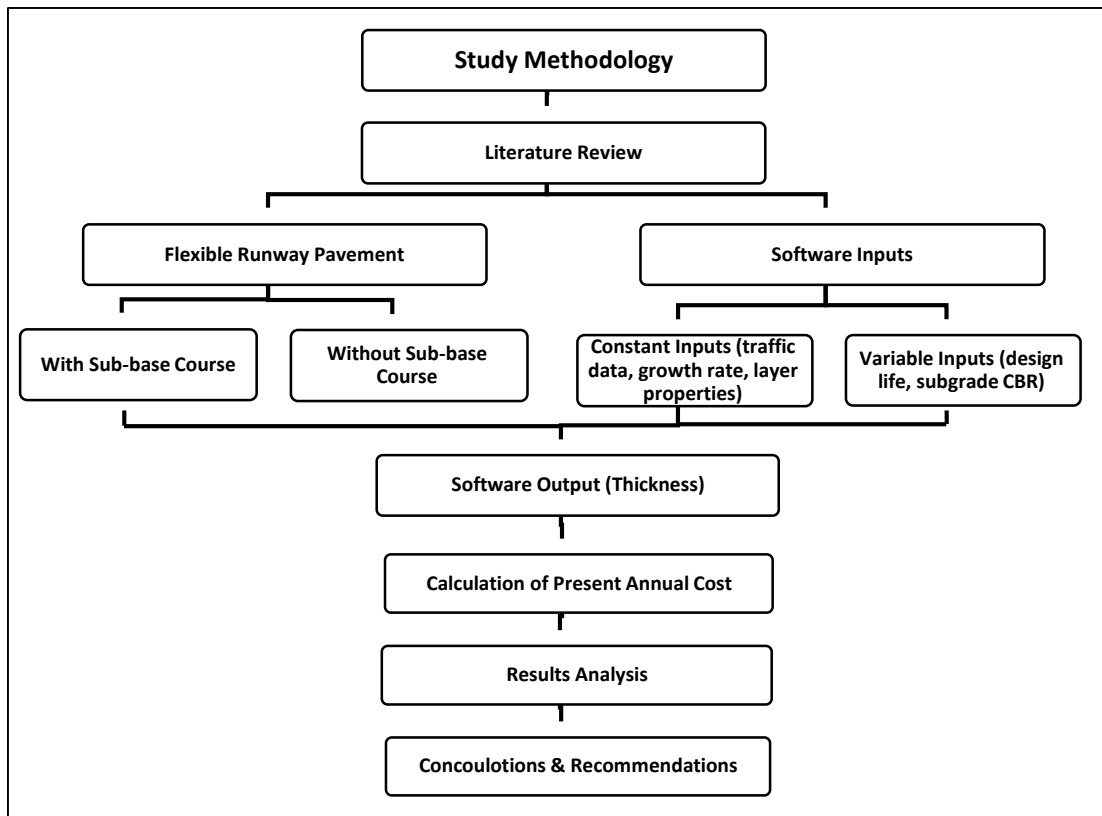 Study Methodology
Literature Review
Flexible Runway Pavement
Software Inputs
With Sub-base Course
Without Sub-base
Course
Constant Inputs (traffic
data, growth rate, layer
properties)
Variable Inputs (design
life, subgrade CBR)
Software Output (Thickness)
Calculation of Present Annual Cost
Results Analysis
Concoulotions & Recommendations